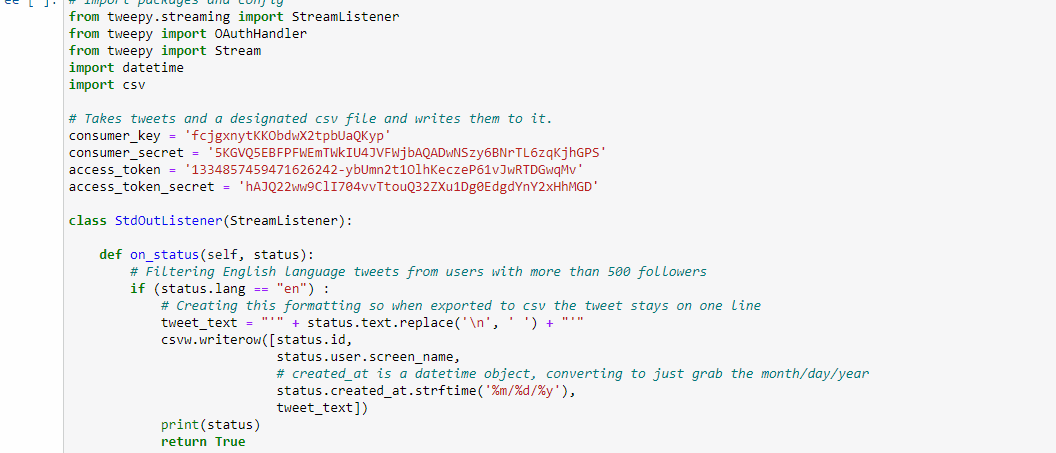 # Import packages and config
from tweepy.streaming import StreamListener
from tweepy import OAuthHandler
from tweepy import Stream
import datetime
import csv
# Takes tweets and a designated csv file and writes them to it.
consumer_key = 'fcjgxnytKKObdwX2tpbUaQKyp'
consumer_secret = '5KGVQ5EBFPFWEmTWkIU4JVFWjbAQADwNSzy6BNrTL6zqKjhGPS'
access_token = '1334857459471626242-ybUmn2t1OlhKeczeP61vJwRTDGwqMv'
access_token_secret = 'hAJQ22ww9ClI704vvTtouQ32ZXu1Dg0EdgdYnY2xHhMGD'
class StdOutListener(StreamListener):
def on_status(self, status):
# Filtering English language tweets from users with more than 500 followers
if (status.lang == "en") :
# Creating this formatting so when exported to csv the tweet stays on one line
tweet_text = "'" + status.text.replace('\n', ' ') + "'"
csvw.writerow([status.id,
status.user.screen_name,
# created_at is a datetime object, converting to just grab the month/day/year
status.created_at.strftime('%m/%d/%y'),
tweet_text])
print(status)
return True